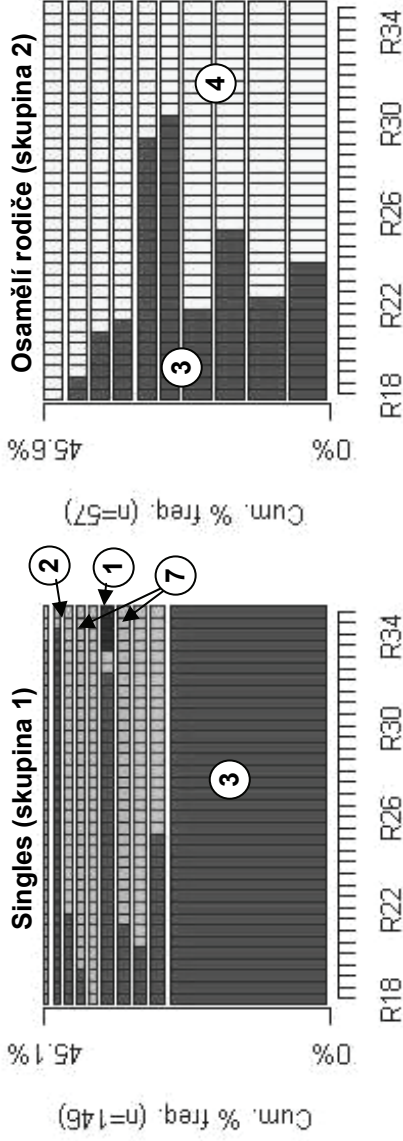 Singles (skupina 1)
Cum. % freq. (n=146)
0%
45.1%
R18
R22
R26
R30
R34
3
7
1
2
Osamělí rodiče (skupina 2)
Cum. % freq. (n=57)
0%
45.6%
R18
R22
R26
R30
R34
3
4